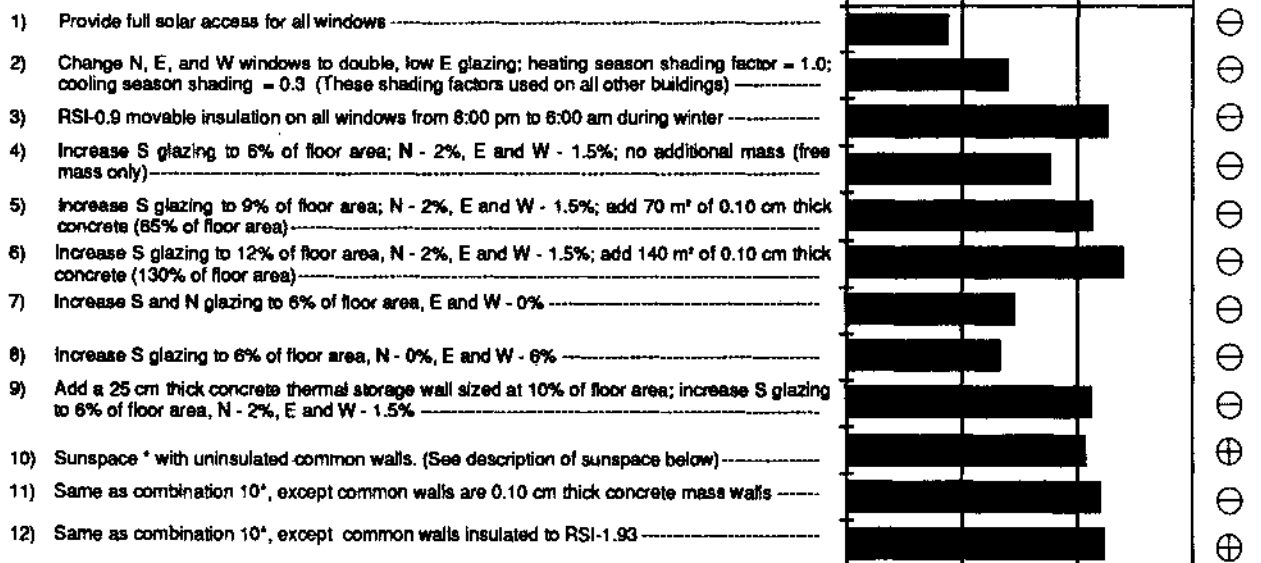 1) Provide full solar access for all windows
2) Change N, E, and W windows to double, low E glazing; heating season shading factor = 1.0;
cooling season shading = 0.3 (These shading factors used on all other buildings)
3) RSI-0.9 movable insulation on all windows from 6:00 pm to 6:00 am during winter
4) Increase S glazing to 6% of floor area; N - 2%, E and W - 1.5%; no additional mass (free
mass only)
5) Increase S glazing to 9% of floor area; N - 2%, E and W - 1.5%; add 70 m² of 0.10 cm thick
concrete (65% of floor area)
6) Increase S glazing to 12% of floor area, N - 2%, E and W - 1.5%; add 140 m² of 0.10 cm thick
concrete (130% of floor area)
7) Increase S and N glazing to 6% of floor area, E and W - 0%
8) Increase S glazing to 6% of floor area, N - 0%, E and W - 6%
9) Add a 25 cm thick concrete thermal storage wall sized at 10% of floor area; increase S glazing
to 6% of floor area, N - 2%, E and W - 1.5%
10) Sunspace * with uninsulated common walls. (See description of sunspace below)
11) Same as combination 10*, except common walls are 0.10 cm thick concrete mass walls
12) Same as combination 10*, except common walls insulated to RSI-1.93